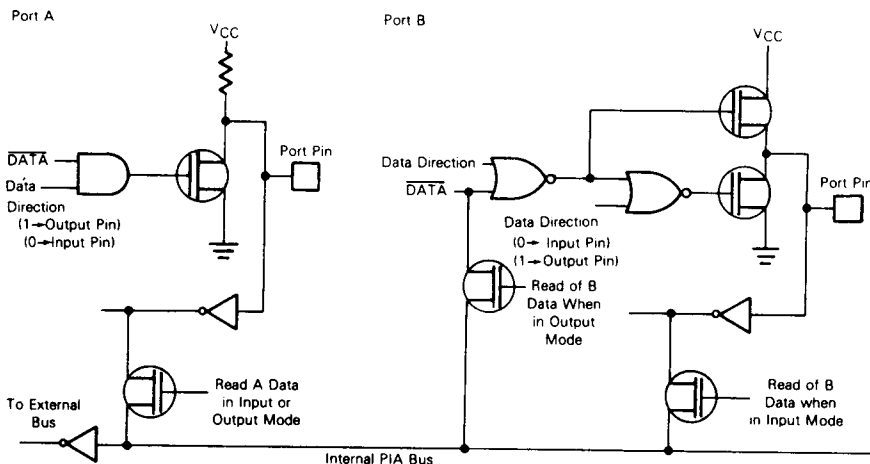 Port A
VCC
DATA
Data
Direction
(1→Output Pin)
(0→Input Pin)
Port Pin
Read A Data
in Input or
Output Mode
To External
Bus
Internal PIA Bus
Port B
VCC
Data Direction
DATA
Data Direction
(0→ Input Pin)
(1→Output Pin)
Port Pin
Read of B
Data When
in Output
Mode
Read of B
Data when
in Input Mode